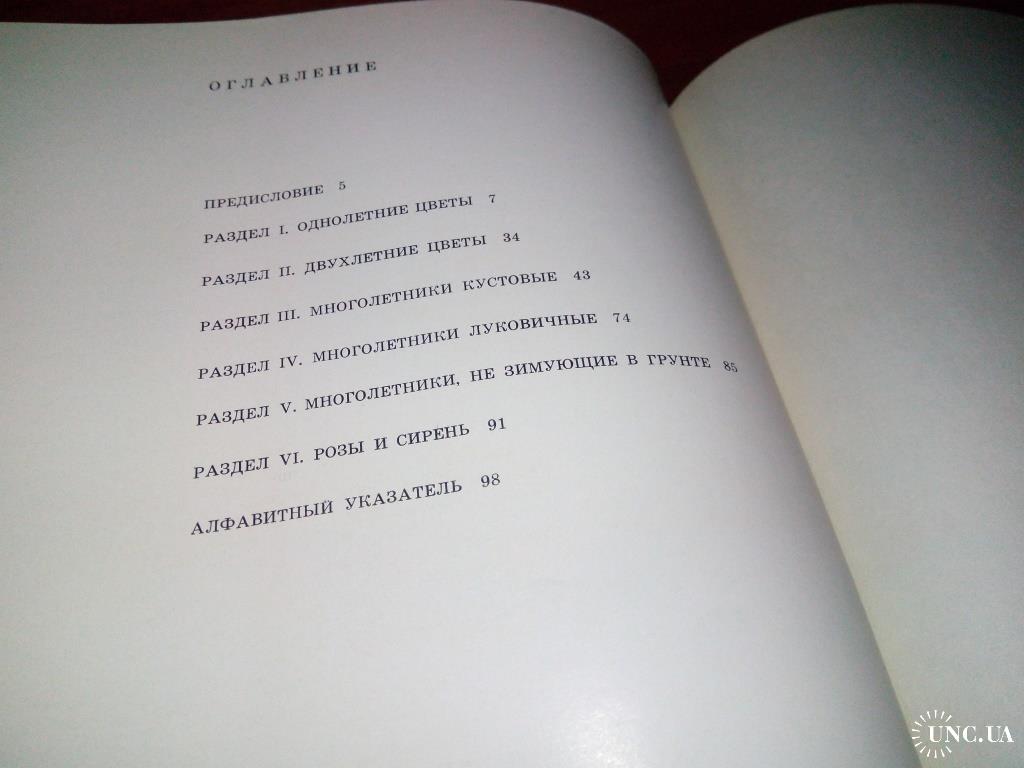 ОГЛАВЛЕНИЕ
ПРЕДИСЛОВИЕ 5
РАЗДЕЛ I. ОДНОЛЕТНИЕ ЦВЕТЫ 7
РАЗДЕЛ II. ДВУХЛЕТНИЕ ЦВЕТЫ 34
РАЗДЕЛ III. МНОГОЛЕТНИКИ КУСТОВЫЕ 43
РАЗДЕЛ IV. МНОГОЛЕТНИКИ ЛУКОВИЧНЫЕ 74
РАЗДЕЛ V. МНОГОЛЕТНИКИ, НЕ ЗИМУЮЩИЕ В ГРУНТЕ 85
РАЗДЕЛ VI. РОЗЫ И СИРЕНЬ 91
АЛФАВИТНЫЙ УКАЗАТЕЛЬ 98
UNC.UA